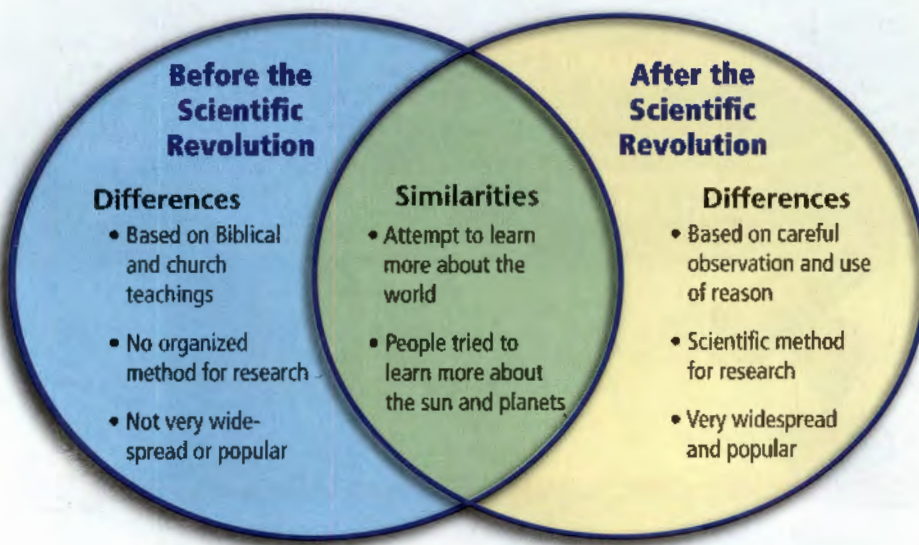 Before the
Scientific
Revolution
Differences
• Based on Biblical
and church
teachings
• No organized
method for research
• Not very wide-
spread or popular
Similarities
• Attempt to learn
more about the
world
• People tried to
learn more about
the sun and planets
After the
Scientific
Revolution
Differences
• Based on careful
observation and use
of reason
• Scientific method
for research
• Very widespread
and popular